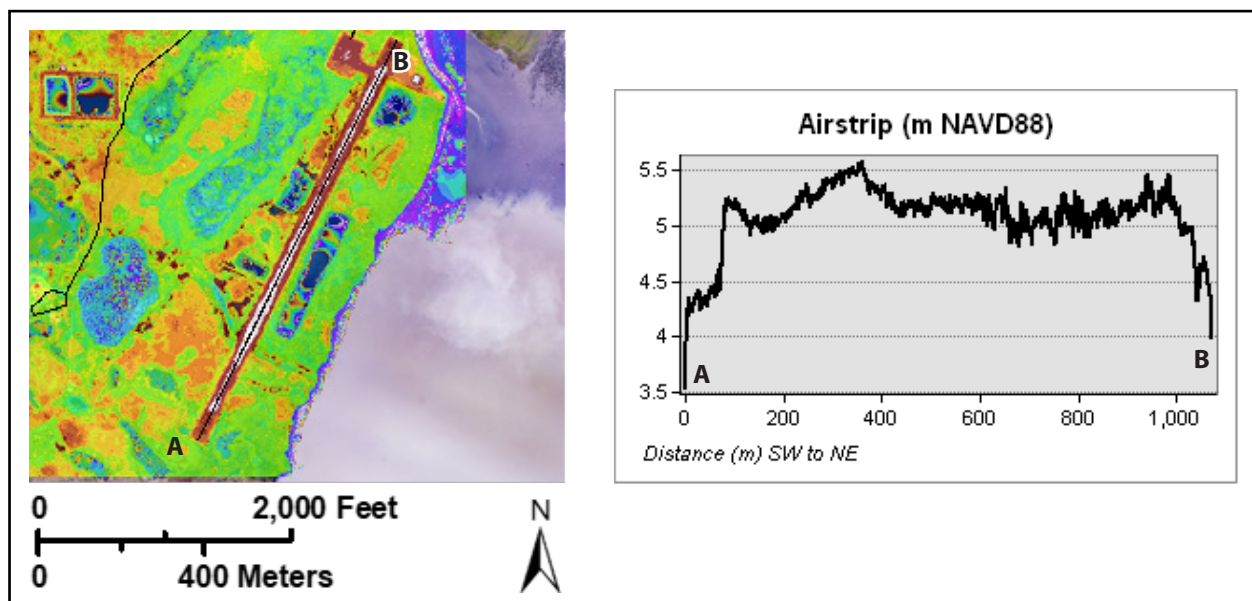 B
A
0 2,000 Feet
0 400 Meters
N
Airstrip (m NAVD88)
5.5
5
4.5
4
3.5
A
B
0 200 400 600 800 1,000
Distance (m) SW to NE